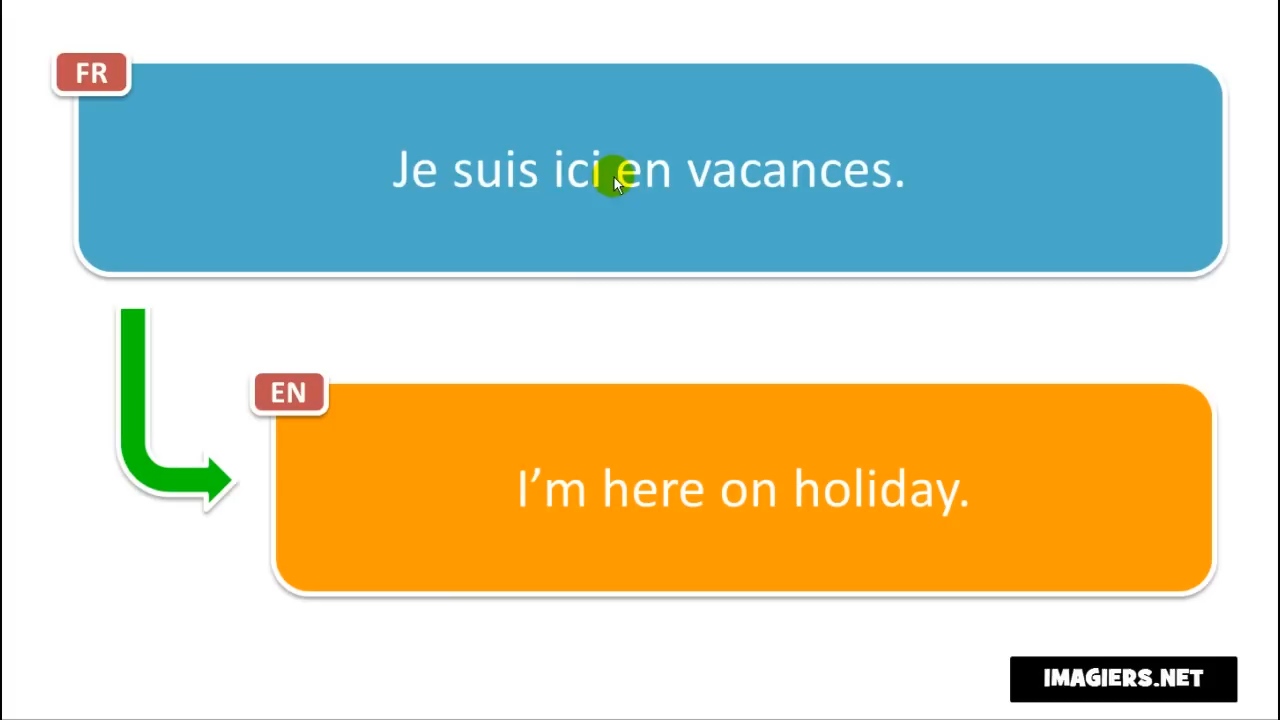 FR
Je suis ici en vacances.
EN
I’m here on holiday.
IMAGIERS.NET